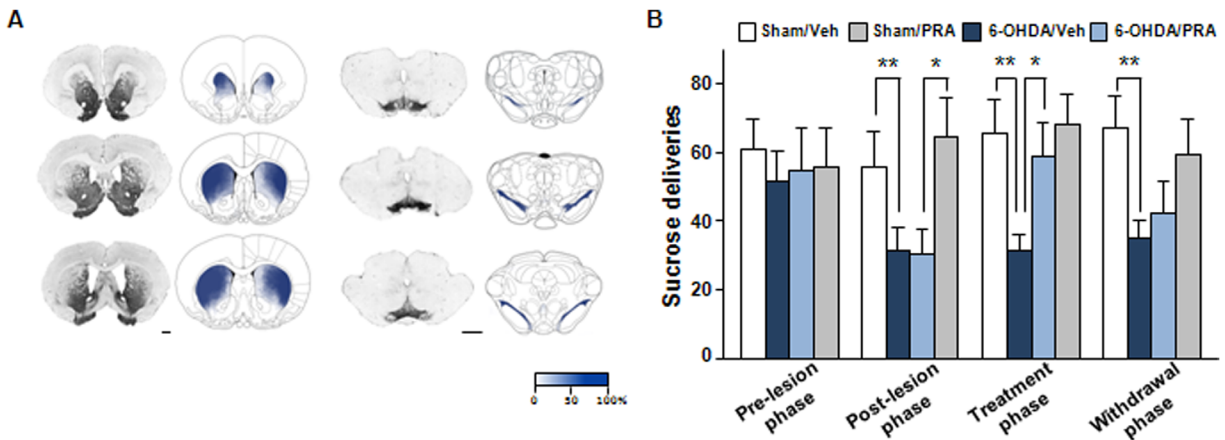 A
0 50 100%
B
Sham/Veh Sham/PRA 6-OHDA/Veh 6-OHDA/PRA
** * ** * **
Sucrose deliveries
80
60
40
20
0
Pre-lesion
phase
Post-lesion
phase
Treatment
phase
Withdrawal
phase